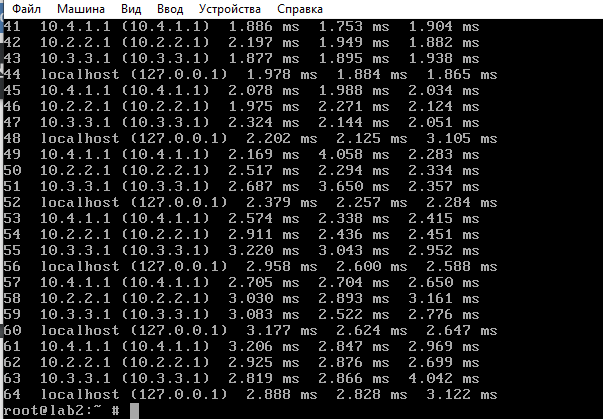 Файл Машина Вид Ввод Устройства Справка
41 10.4.1.1 (10.4.1.1) 1.886 ms 1.753 ms 1.904 ms
42 10.2.2.1 (10.2.2.1) 2.197 ms 1.949 ms 1.882 ms
43 10.3.3.1 (10.3.3.1) 1.877 ms 1.895 ms 1.938 ms
44 localhost (127.0.0.1) 1.978 ms 1.884 ms 1.865 ms
45 10.4.1.1 (10.4.1.1) 2.078 ms 1.988 ms 2.034 ms
46 10.2.2.1 (10.2.2.1) 1.975 ms 2.271 ms 2.124 ms
47 10.3.3.1 (10.3.3.1) 2.324 ms 2.144 ms 2.051 ms
48 localhost (127.0.0.1) 2.202 ms 2.125 ms 3.105 ms
49 10.4.1.1 (10.4.1.1) 2.169 ms 4.058 ms 2.283 ms
50 10.2.2.1 (10.2.2.1) 2.517 ms 2.294 ms 2.334 ms
51 10.3.3.1 (10.3.3.1) 2.687 ms 3.650 ms 2.357 ms
52 localhost (127.0.0.1) 2.379 ms 2.257 ms 2.284 ms
53 10.4.1.1 (10.4.1.1) 2.574 ms 2.338 ms 2.415 ms
54 10.2.2.1 (10.2.2.1) 2.911 ms 2.436 ms 2.451 ms
55 10.3.3.1 (10.3.3.1) 3.220 ms 3.043 ms 2.952 ms
56 localhost (127.0.0.1) 2.958 ms 2.600 ms 2.588 ms
57 10.4.1.1 (10.4.1.1) 2.705 ms 2.704 ms 2.650 ms
58 10.2.2.1 (10.2.2.1) 3.030 ms 2.893 ms 3.161 ms
59 10.3.3.1 (10.3.3.1) 3.083 ms 2.522 ms 2.776 ms
60 localhost (127.0.0.1) 3.177 ms 2.624 ms 2.647 ms
61 10.4.1.1 (10.4.1.1) 3.206 ms 2.847 ms 2.969 ms
62 10.2.2.1 (10.2.2.1) 2.925 ms 2.876 ms 2.699 ms
63 10.3.3.1 (10.3.3.1) 2.819 ms 2.866 ms 4.042 ms
64 localhost (127.0.0.1) 2.888 ms 2.828 ms 3.122 ms
root@lab2:~ #